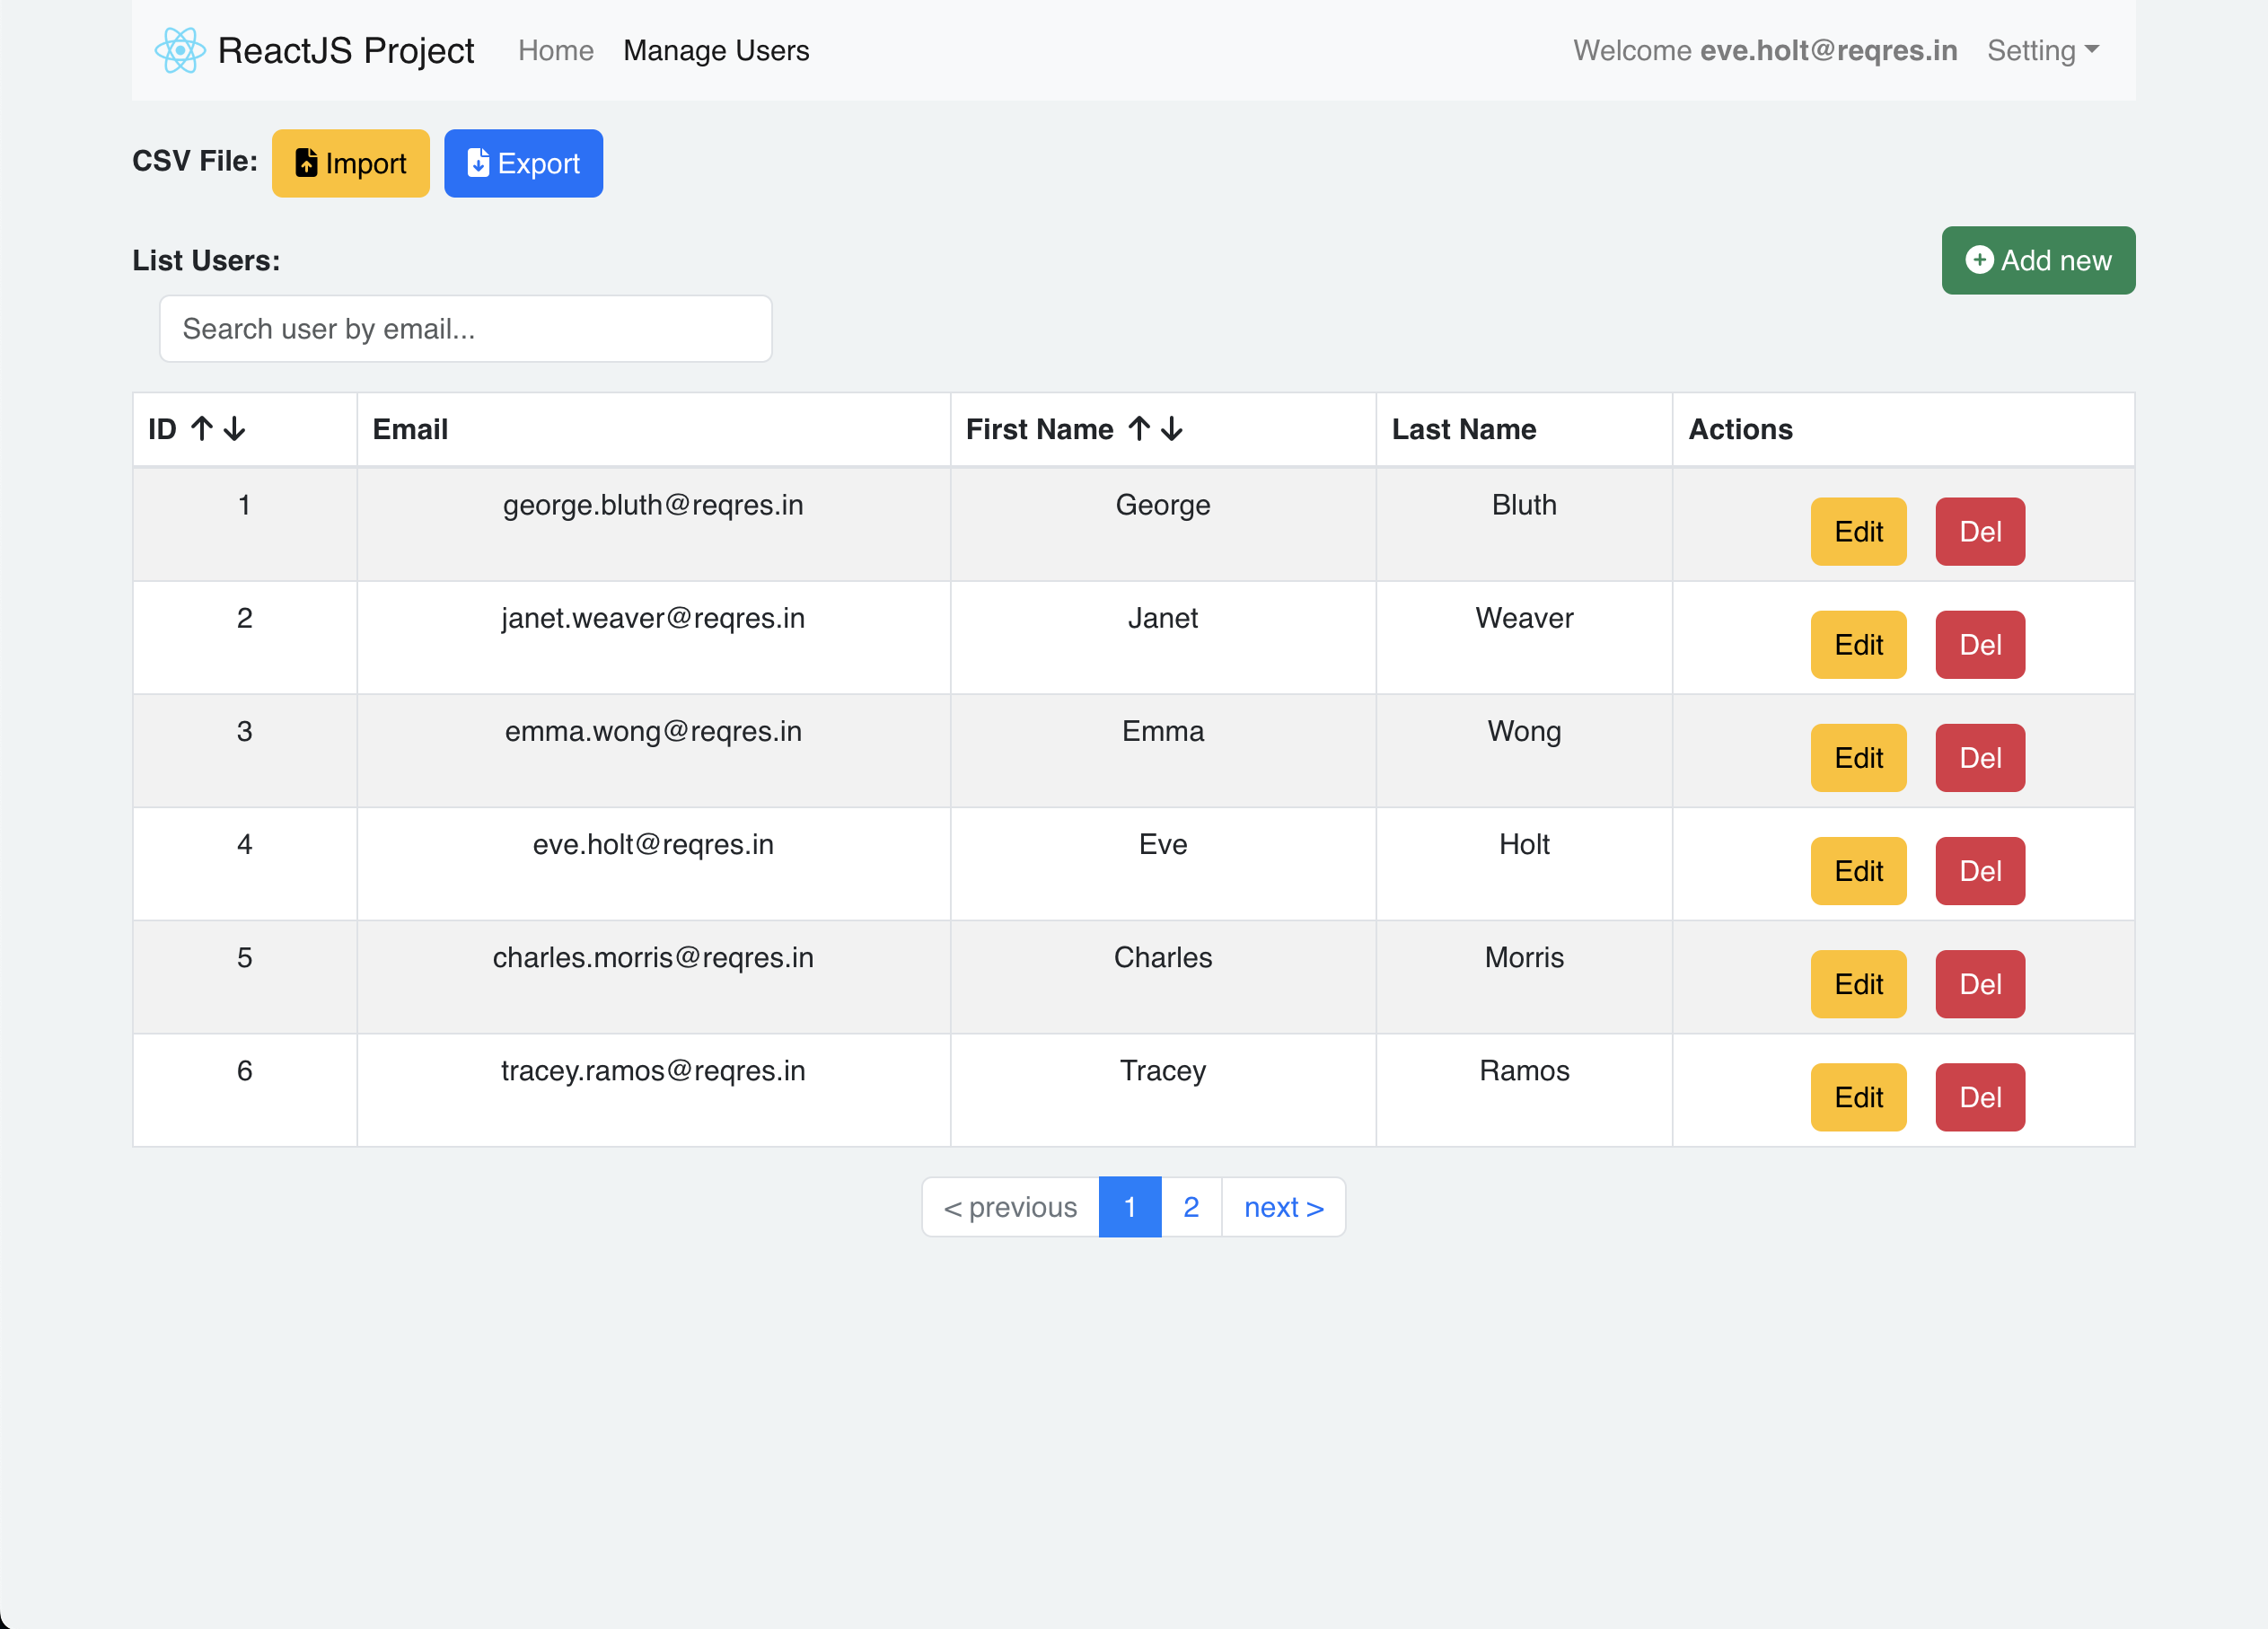 ReactJS Project Home Manage Users Welcome eve.holt@reqres.in Setting
CSV File: Import Export
List Users: Add new
Search user by email...
ID Email First Name Last Name Actions
1 george.bluth@reqres.in George Bluth Edit Del
2 janet.weaver@reqres.in Janet Weaver Edit Del
3 emma.wong@reqres.in Emma Wong Edit Del
4 eve.holt@reqres.in Eve Holt Edit Del
5 charles.morris@reqres.in Charles Morris Edit Del
6 tracey.ramos@reqres.in Tracey Ramos Edit Del
< previous 1 2 next >